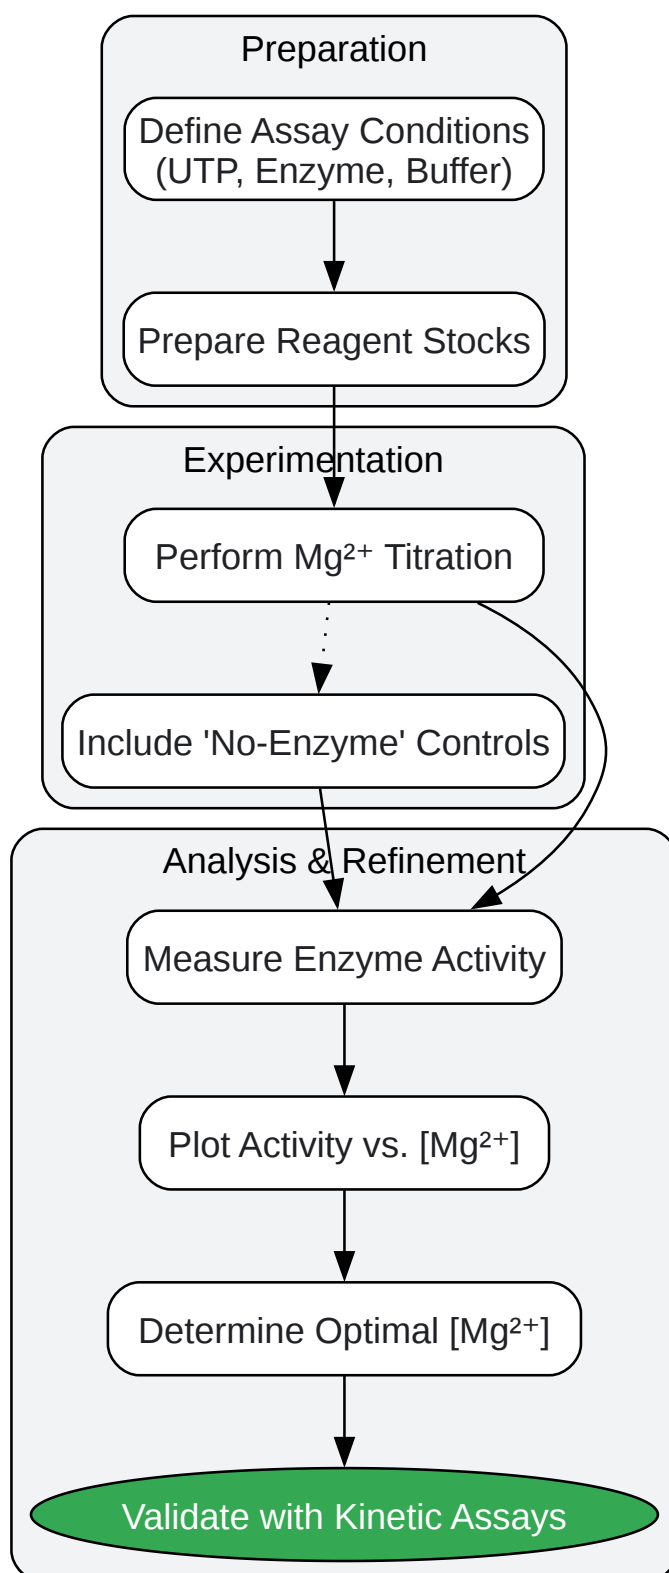 Preparation
Define Assay Conditions
(UTP, Enzyme, Buffer)
Prepare Reagent Stocks
Experimentation
Perform Mg²⁺ Titration
Include 'No-Enzyme' Controls
Analysis & Refinement
Measure Enzyme Activity
Plot Activity vs. [Mg²⁺]
Determine Optimal [Mg²⁺]
Validate with Kinetic Assays